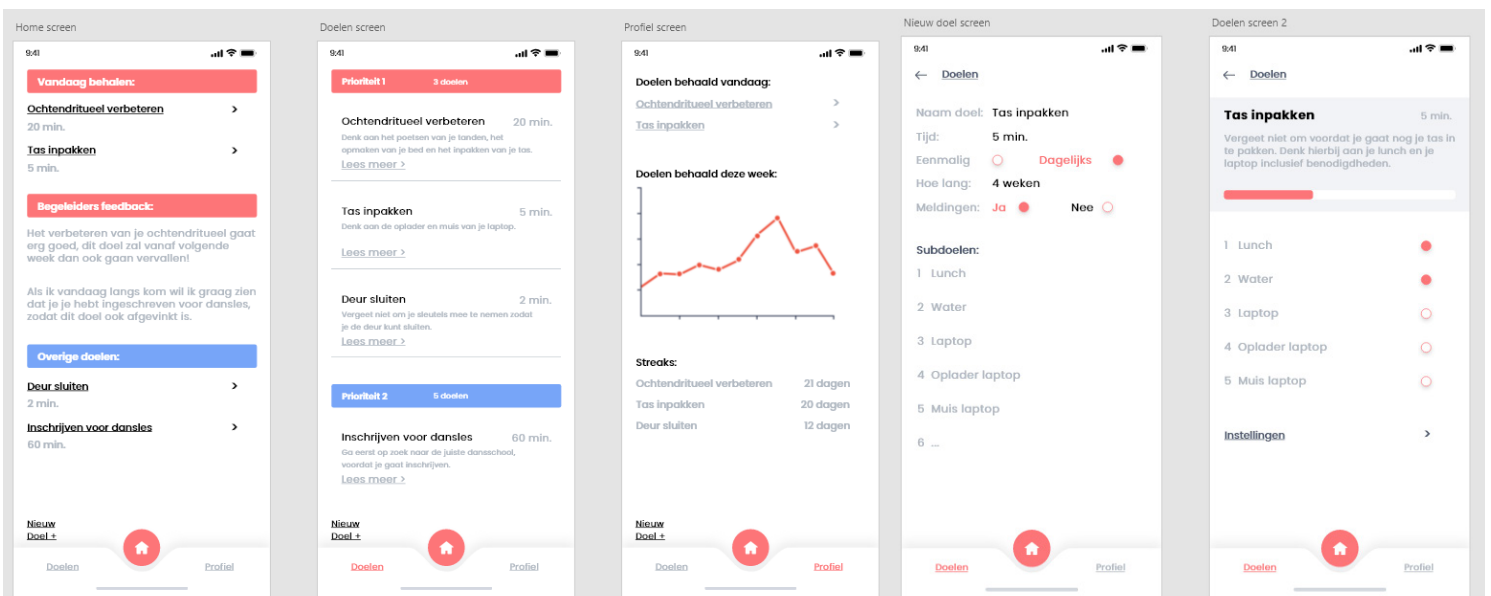 Home screen
9:41
Vandaag behalen:
Ochtendritueel verbeteren >
20 min.
Tas inpakken >
5 min.
Begeleiders feedback:
Het verbeteren van je ochtendritueel gaat
erg goed, dit doel zal vanaf volgende
week dan ook gaan vervallen!
Als ik vandaag langs kom wil ik graag zien
dat je je hebt ingeschreven voor dansles,
zodat dit doel ook afgevinkt is.
Overige doelen:
Deur sluiten >
2 min.
Inschrijven voor dansles >
60 min.
Nieuw
Doel +
Doelen Profiel
Doelen screen
9:41
Prioriteit 1 3 doelen
Ochtendritueel verbeteren 20 min.
Denk aan het poetsen van je tanden, het
opmaken van je bed en het inpakken van je tas.
Lees meer >
Tas inpakken 5 min.
Denk aan de oplader en muis van je laptop.
Lees meer >
Deur sluiten 2 min.
Vergeet niet om je sleutels mee te nemen zodat
je de deur kunt sluiten.
Lees meer >
Prioriteit 2 5 doelen
Inschrijven voor dansles 60 min.
Ga eerst op zoek naar de juiste dansschool,
voordat je gaat inschrijven.
Lees meer >
Nieuw
Doel +
Doelen Profiel
Profiel screen
9:41
Doelen behaald vandaag:
Ochtendritueel verbeteren >
Tas inpakken >
Doelen behaald deze week:
Streaks:
Ochtendritueel verbeteren 21 dagen
Tas inpakken 20 dagen
Deur sluiten 12 dagen
Nieuw
Doel +
Doelen Profiel
Nieuw doel screen
9:41
← Doelen
Naam doel: Tas inpakken
Tijd: 5 min.
Eenmalig Dagelijks
Hoe lang: 4 weken
Meldingen: Ja Nee
Subdoelen:
1 Lunch
2 Water
3 Laptop
4 Oplader laptop
5 Muis laptop
6 ...
Doelen Profiel
Doelen screen 2
9:41
← Doelen
Tas inpakken 5 min.
Vergeet niet om voordat je gaat nog je tas in
te pakken. Denk hierbij aan je lunch en je
laptop inclusief benodigdheden.
1 Lunch
2 Water
3 Laptop
4 Oplader laptop
5 Muis laptop
Instellingen >
Doelen Profiel